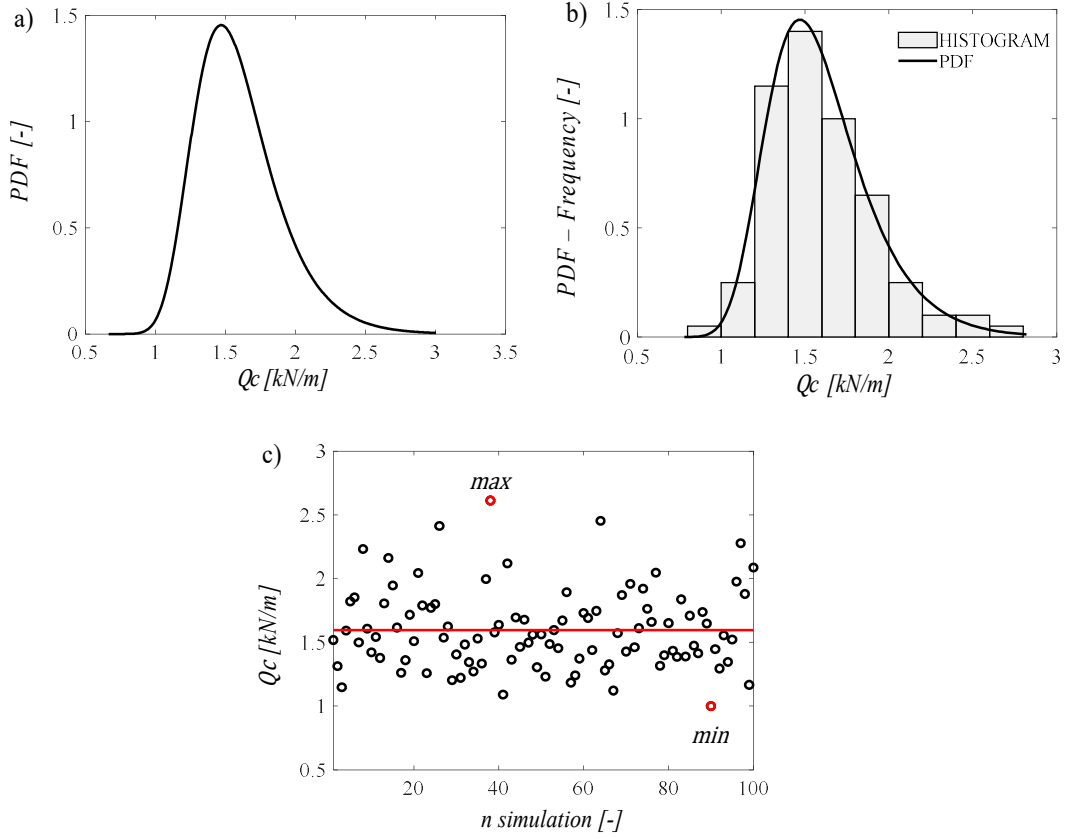 a)
1.5
1
0.5
0
PDF [-]
0.5 1 1.5 2 2.5 3.0 3.5
Qc [kN/m]
b)
1.5
1
0.5
0
PDF – Frequency [-]
HISTOGRAM
PDF
0.5 1 1.5 2 2.5 3
Qc [kN/m]
c)
3
2.5
2
1.5
1
0.5
Qc [kN/m]
max
min
20 40 60 80 100
n simulation [-]